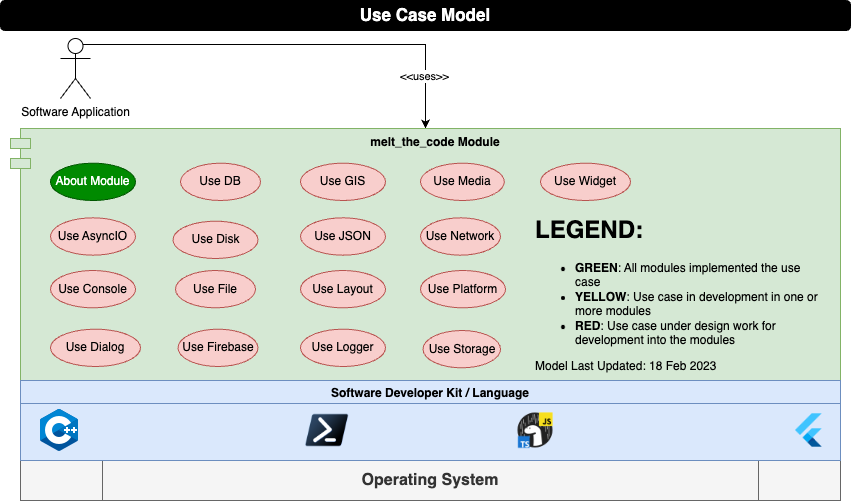 Use Case Model
<<uses>>
Software Application
melt_the_code Module
About Module
Use DB
Use GIS
Use Media
Use Widget
Use AsyncIO
Use Disk
Use JSON
Use Network
Use Console
Use File
Use Layout
Use Platform
Use Dialog
Use Firebase
Use Logger
Use Storage
LEGEND:
• GREEN: All modules implemented the use
case
• YELLOW: Use case in development in one or
more modules
• RED: Use case under design work for
development into the modules
Model Last Updated: 18 Feb 2023
Software Developer Kit / Language
C++
TS
JS
Operating System